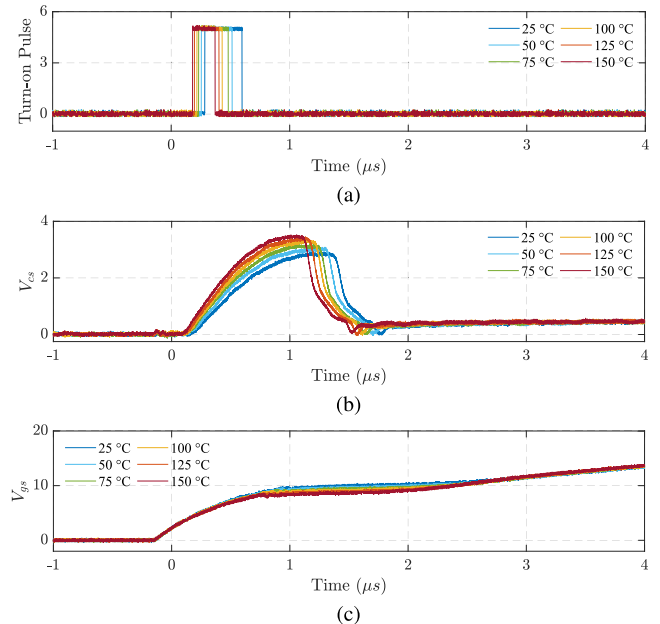 Turn-on Pulse
6
3
0
25 °C 100 °C
50 °C 125 °C
75 °C 150 °C
-1 0 1 2 3 4
Time (μs)
(a)
V_cs
4
2
0
25 °C 100 °C
50 °C 125 °C
75 °C 150 °C
-1 0 1 2 3 4
Time (μs)
(b)
V_gs
20
10
0
25 °C 100 °C
50 °C 125 °C
75 °C 150 °C
-1 0 1 2 3 4
Time (μs)
(c)